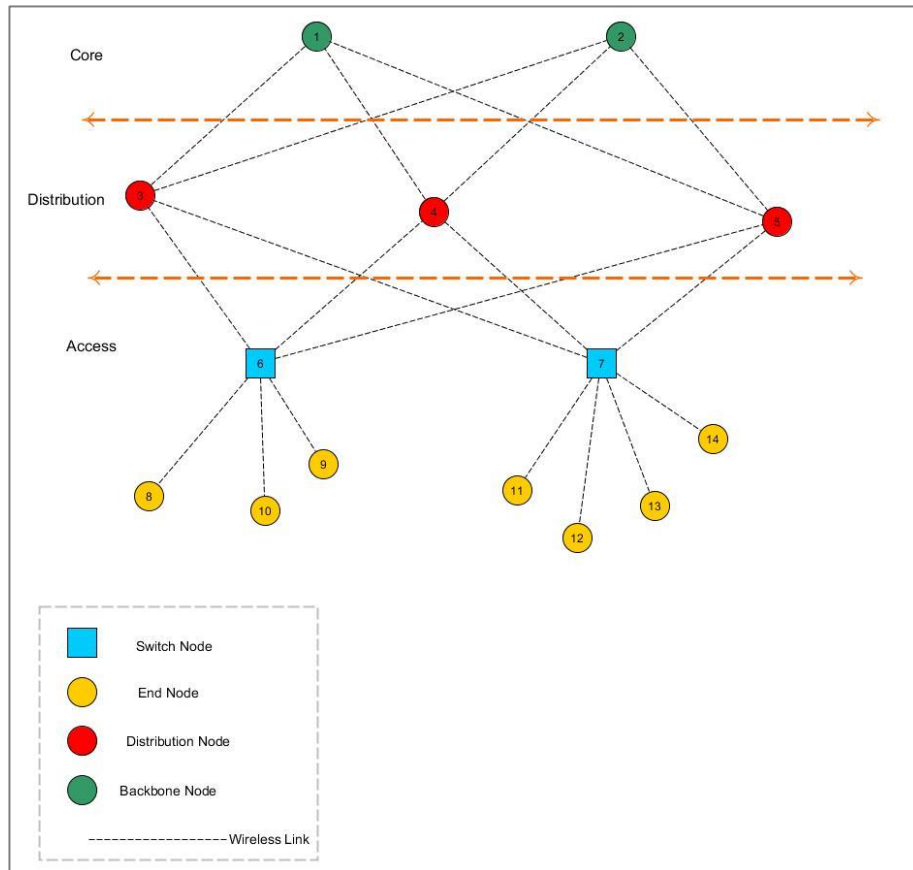 1
2
Core
3
Distribution
4
5
Access
6
7
14
9
8
11
10
13
12
Switch Node
End Node
Distribution Node
Backbone Node
Wireless Link